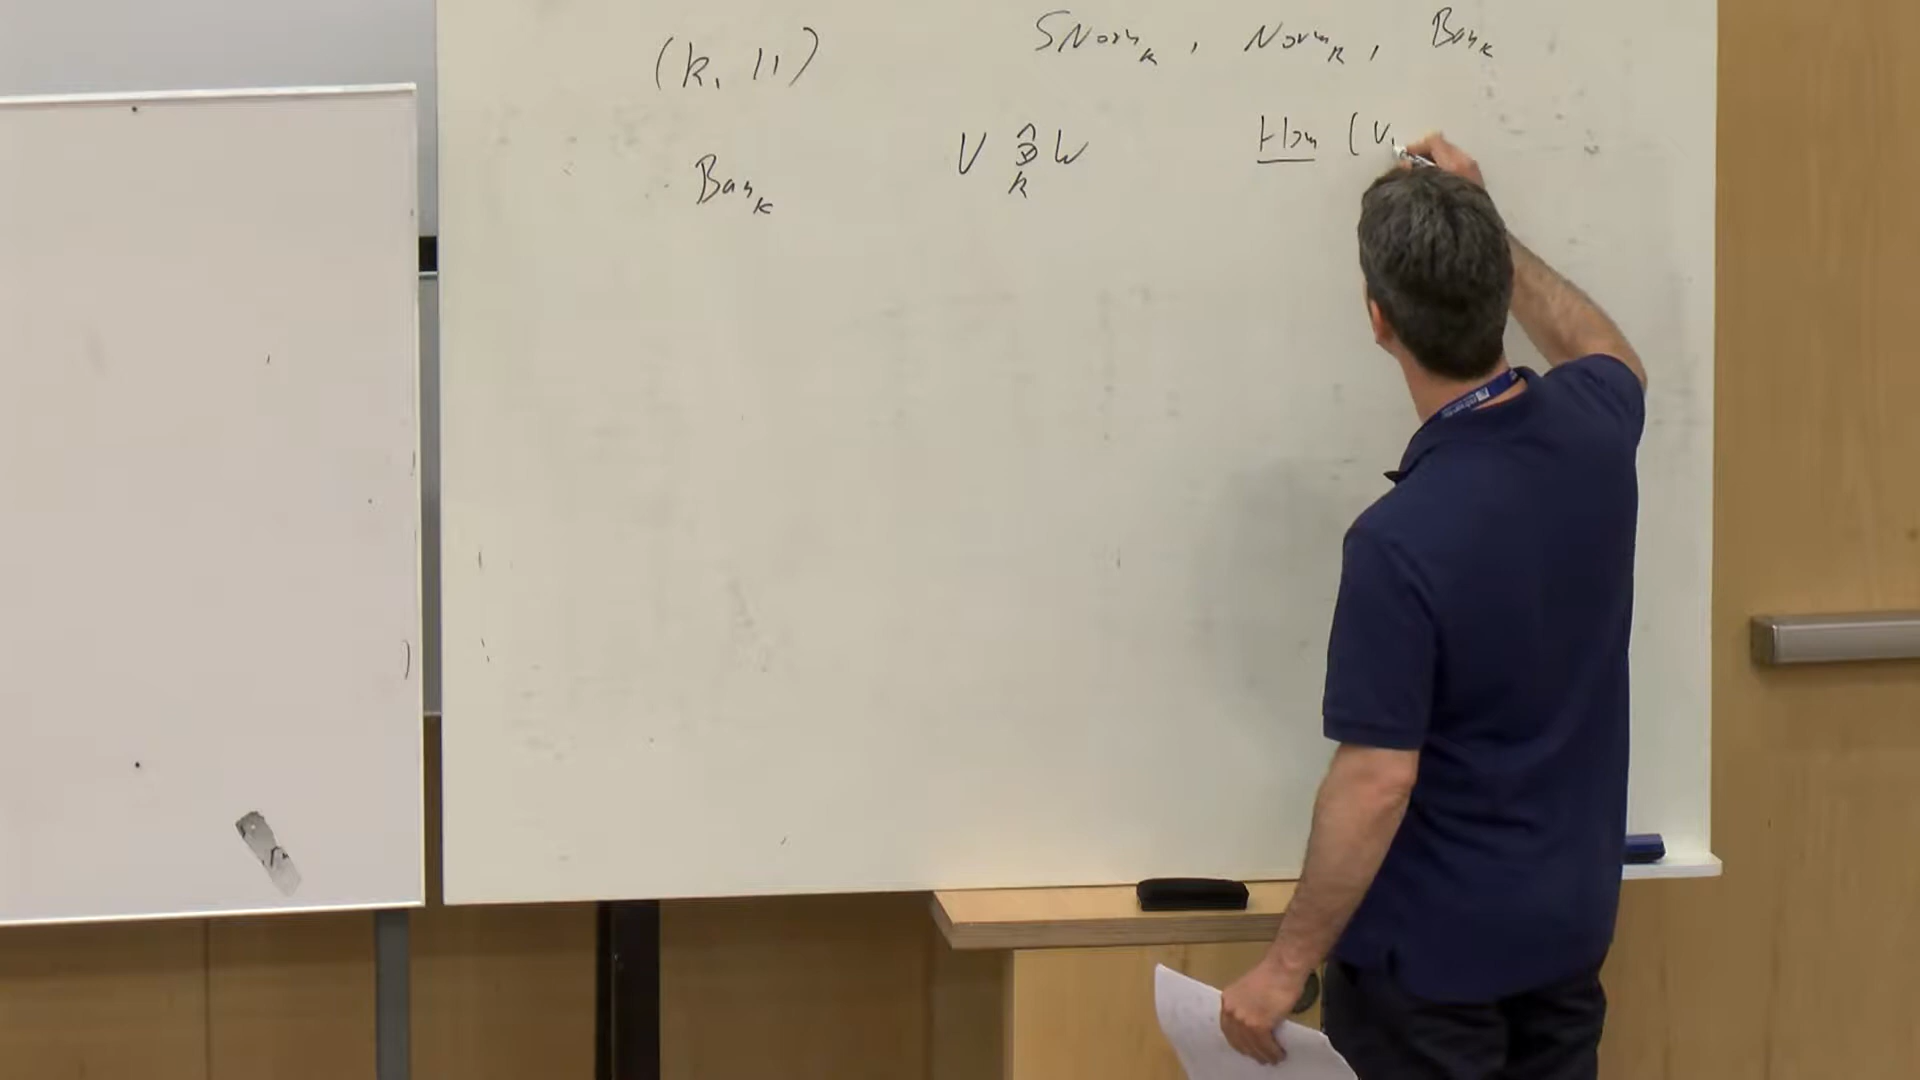 (k, ||) SNorm_k, Norm_k, Ban_k
Ban_k V ⊗̂_k W Hom (V,